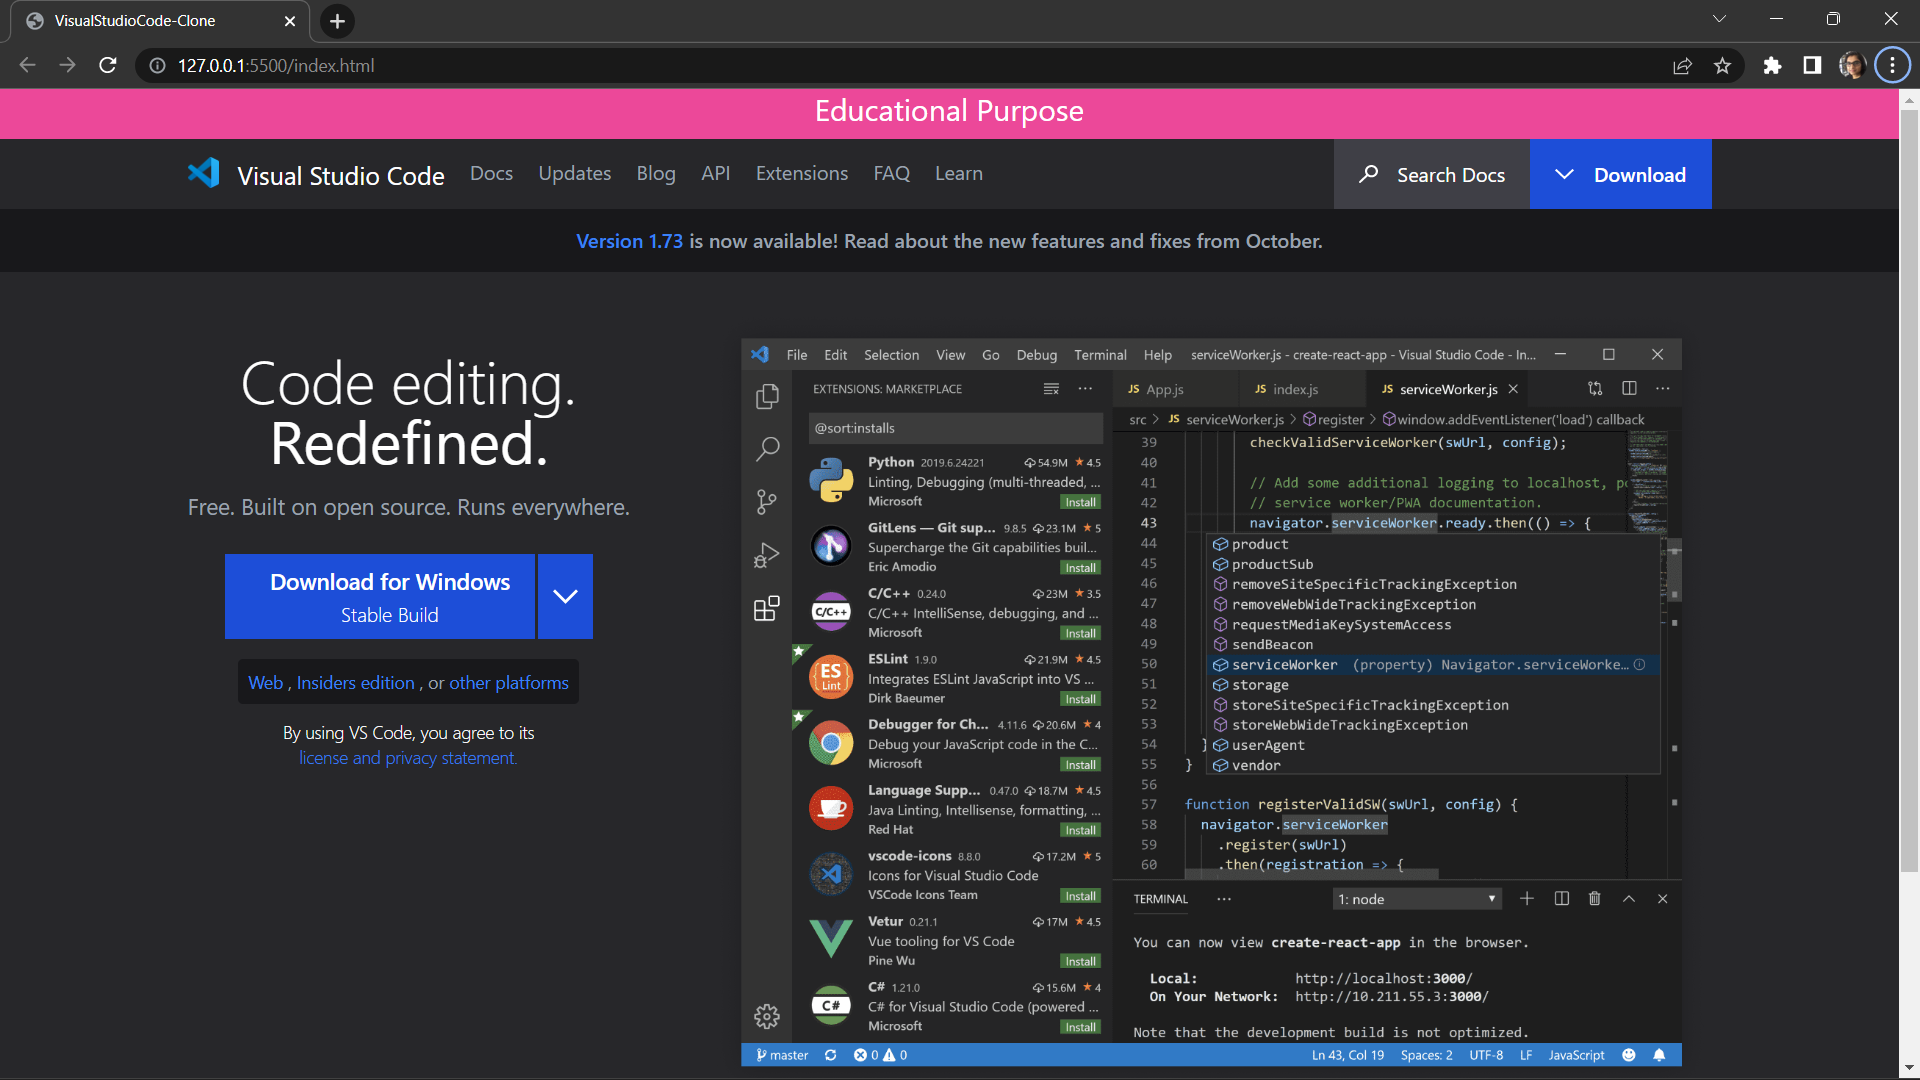 VisualStudioCode-Clone
127.0.0.1:5500/index.html
Educational Purpose
Visual Studio Code Docs Updates Blog API Extensions FAQ Learn Search Docs Download
Version 1.73 is now available! Read about the new features and fixes from October.
Code editing.
Redefined.
Free. Built on open source. Runs everywhere.
Download for Windows
Stable Build
Web , Insiders edition , or other platforms
By using VS Code, you agree to its
license and privacy statement.
File Edit Selection View Go Debug Terminal Help serviceWorker.js - create-react-app - Visual Studio Code - In...
EXTENSIONS: MARKETPLACE
@sort:installs
Python 2019.6.24221 54.9M 4.5
Linting, Debugging (multi-threaded, ...
Microsoft Install
GitLens — Git sup... 9.8.5 23.1M 5
Supercharge the Git capabilities buil...
Eric Amodio Install
C/C++
C/C++ 0.24.0 23M 3.5
C/C++ IntelliSense, debugging, and ...
Microsoft Install
ES
Lint
ESLint 1.9.0 21.9M 4.5
Integrates ESLint JavaScript into VS ...
Dirk Baeumer Install
Debugger for Ch... 4.11.6 20.6M 4
Debug your JavaScript code in the C...
Microsoft Install
Language Supp... 0.47.0 18.7M 4.5
Java Linting, Intellisense, formatting, ...
Red Hat Install
vscode-icons 8.8.0 17.2M 5
Icons for Visual Studio Code
VSCode Icons Team Install
Vetur 0.21.1 17M 4.5
Vue tooling for VS Code
Pine Wu Install
C#
C# 1.21.0 15.6M 4
C# for Visual Studio Code (powered ...
Microsoft Install
JS App.js JS index.js JS serviceWorker.js
src > JS serviceWorker.js > register > window.addEventListener('load') callback
39 checkValidServiceWorker(swUrl, config);
40
41 // Add some additional logging to localhost, p
42 // service worker/PWA documentation.
43 navigator.serviceWorker.ready.then(() => {
44 product
45 productSub
46 removeSiteSpecificTrackingException
47 removeWebWideTrackingException
48 requestMediaKeySystemAccess
49 sendBeacon
50 serviceWorker (property) Navigator.serviceWorke...
51 storage
52 storeSiteSpecificTrackingException
53 storeWebWideTrackingException
54 } userAgent
55 } vendor
56
57 function registerValidSW(swUrl, config) {
58 navigator.serviceWorker
59 .register(swUrl)
60 .then(registration => {
TERMINAL ... 1: node
You can now view create-react-app in the browser.
Local: http://localhost:3000/
On Your Network: http://10.211.55.3:3000/
Note that the development build is not optimized.
master 0 0 Ln 43, Col 19 Spaces: 2 UTF-8 LF JavaScript